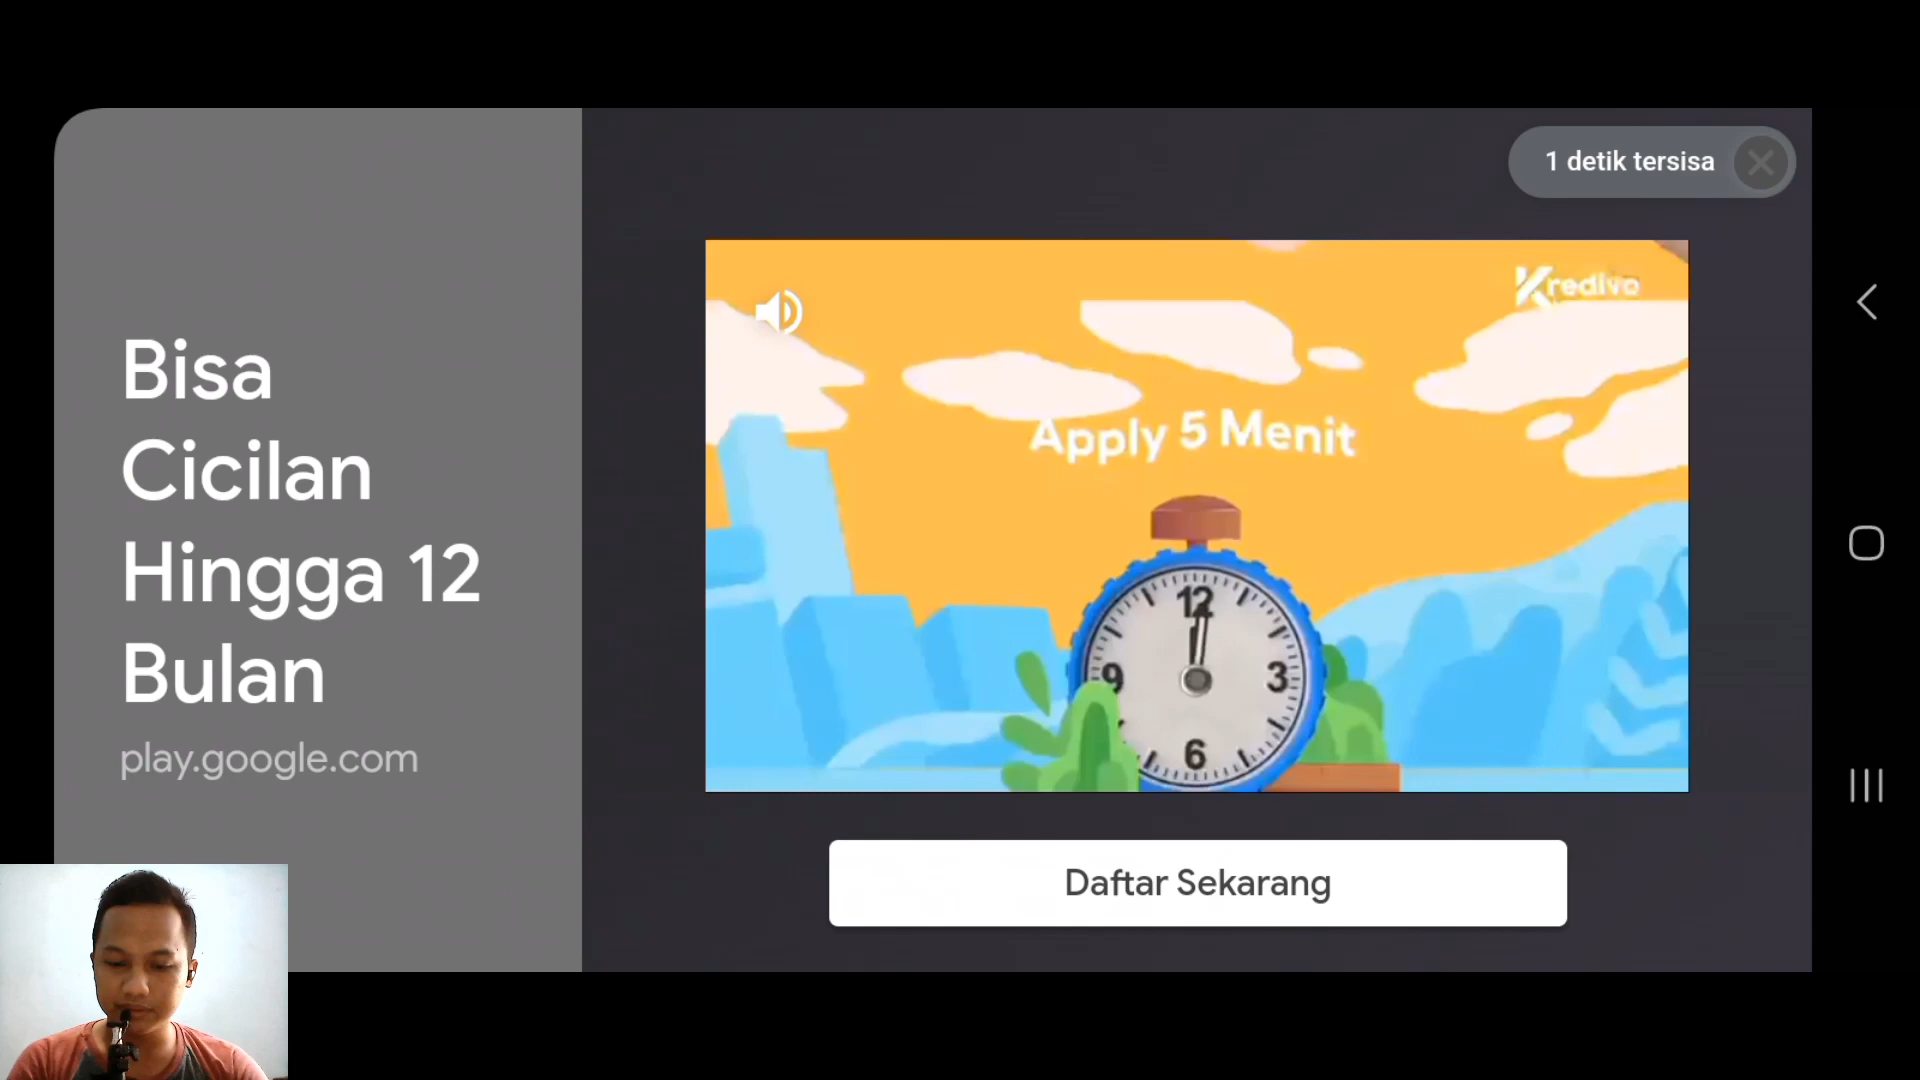 1 detik tersisa
Kredivo
Bisa
Cicilan
Hingga 12
Bulan
play.google.com
Apply 5 Menit
12
9
3
6
Daftar Sekarang